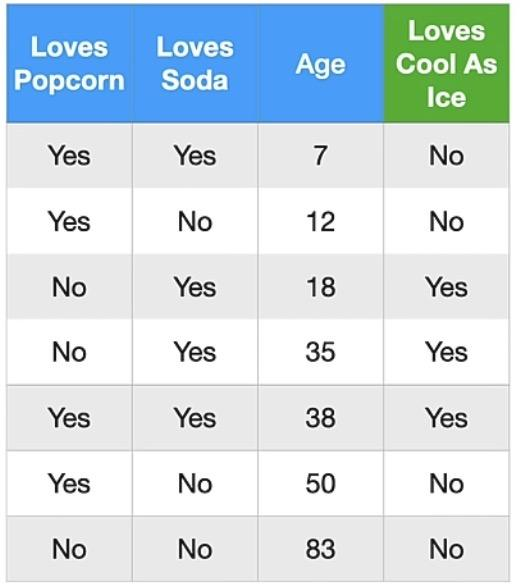 Loves Popcorn Loves Soda Age Loves Cool As Ice
Yes Yes 7 No
Yes No 12 No
No Yes 18 Yes
No Yes 35 Yes
Yes Yes 38 Yes
Yes No 50 No
No No 83 No